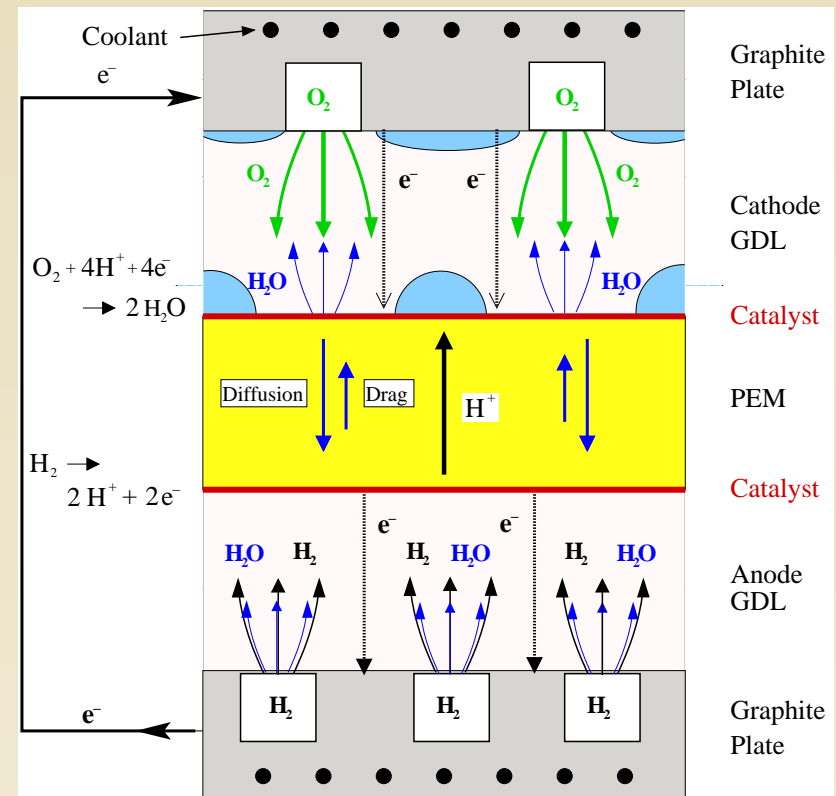 Coolant
Graphite
Plate
e⁻
O₂
O₂
O₂
e⁻
e⁻
O₂
Cathode
GDL
O₂ + 4H⁺ + 4e⁻
→ 2 H₂O
H₂O
H₂O
Catalyst
Diffusion
Drag
H⁺
PEM
H₂ →
2 H⁺ + 2e⁻
Catalyst
e⁻
e⁻
H₂O
H₂
H₂
H₂O
H₂
H₂O
Anode
GDL
H₂
H₂
H₂
e⁻
Graphite
Plate